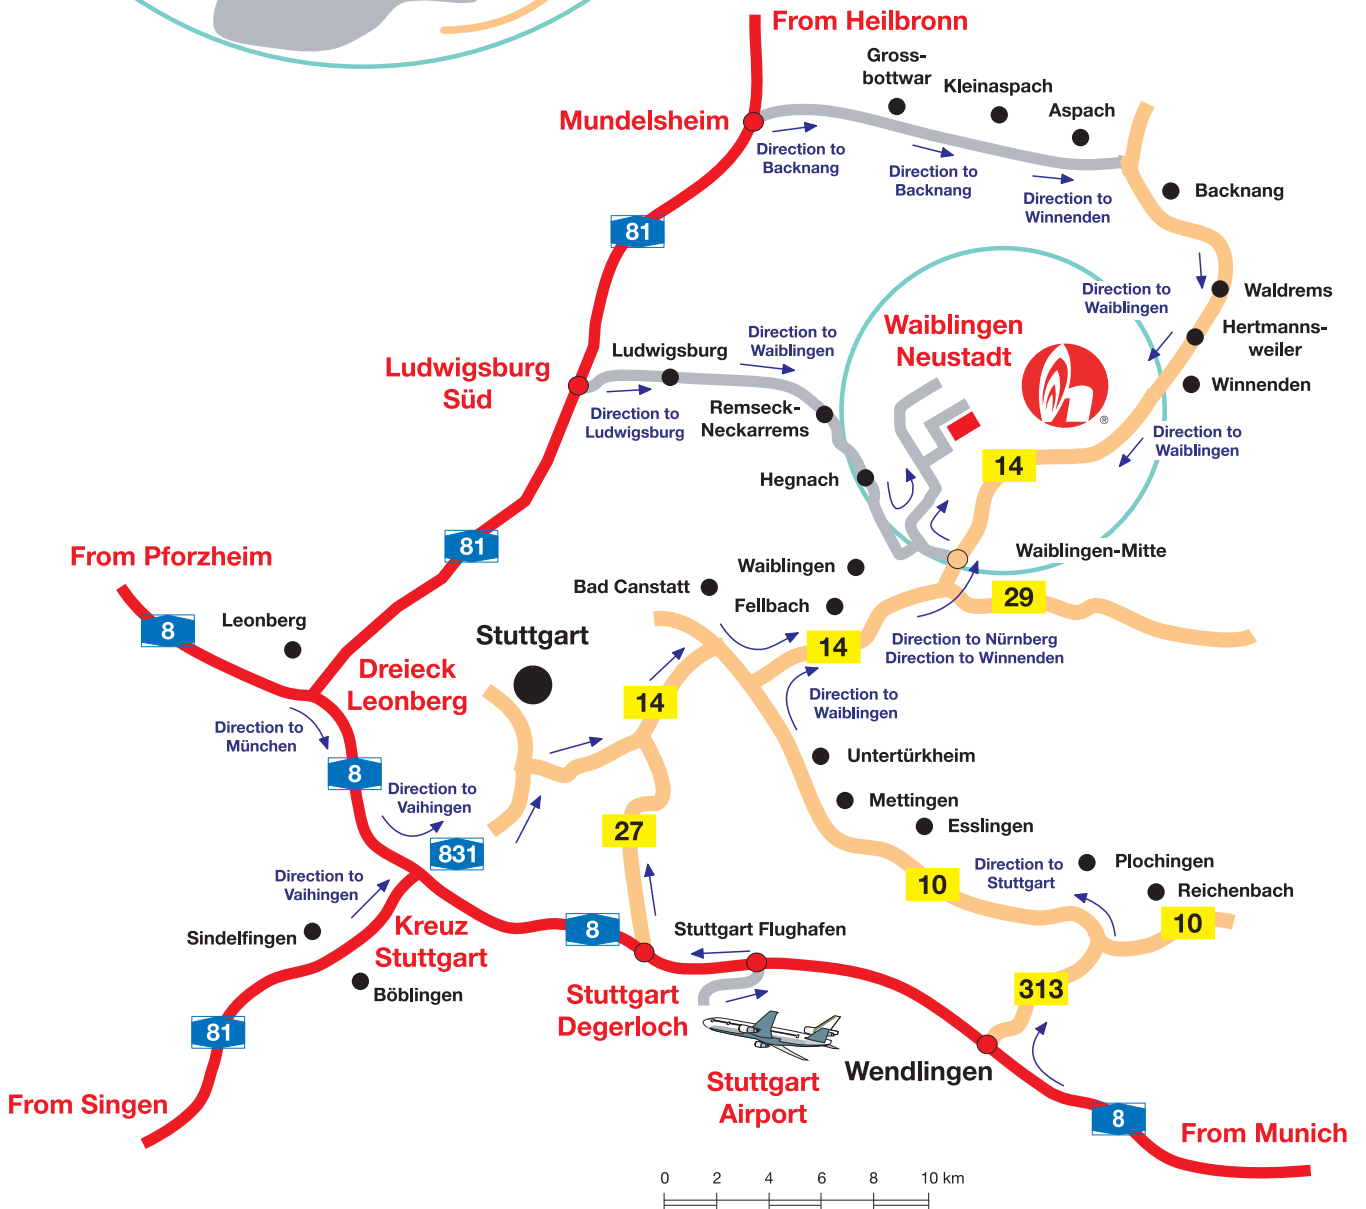 From Heilbronn
Gross-
bottwar
Kleinaspach
Aspach
Mundelsheim
Direction to
Backnang
Direction to
Backnang
Direction to
Winnenden
Backnang
81
Waldrems
Direction to
Waiblingen
Hertmanns-
weiler
Waiblingen
Neustadt
®
Winnenden
Direction to
Waiblingen
Ludwigsburg
Direction to
Waiblingen
Ludwigsburg
Süd
Direction to
Ludwigsburg
Remseck-
Neckarrems
Hegnach
14
81
Waiblingen-Mitte
From Pforzheim
8
Leonberg
Bad Canstatt
Waiblingen
Fellbach
29
Stuttgart
14
Direction to Nürnberg
Direction to Winnenden
Dreieck
Leonberg
14
Direction to
Waiblingen
Direction to
München
8
Direction to
Vaihingen
831
27
Untertürkheim
Mettingen
Esslingen
Direction to
Stuttgart
Plochingen
Reichenbach
10
10
Direction to
Vaihingen
Sindelfingen
Kreuz
Stuttgart
8
Stuttgart Flughafen
Böblingen
Stuttgart
Degerloch
313
81
Wendlingen
Stuttgart
Airport
From Singen
8
From Munich
0 2 4 6 8 10 km